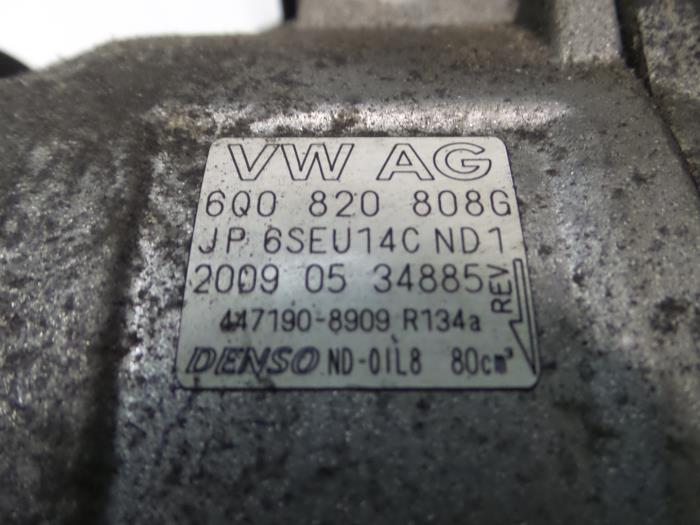 VW AG
6Q0 820 808G
JP 6SEU14C ND1
2009 05 34885
REV
447190-8909 R134a
DENSO ND-OIL8 80cm³